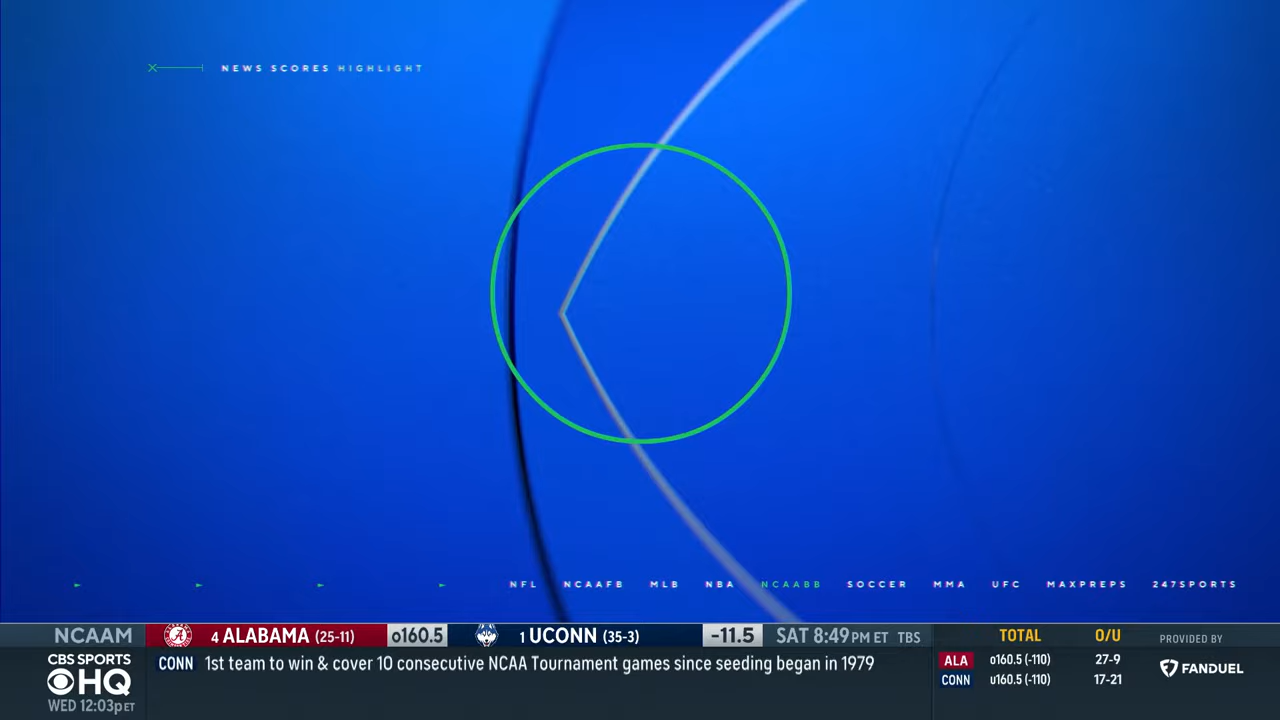 NEWS SCORES HIGHLIGHT
NFL NCAAFB MLB NBA NCAABB SOCCER MMA UFC MAXPREPS 247SPORTS
NCAAM 4 ALABAMA (25-11) o160.5 1 UCONN (35-3) -11.5 SAT 8:49PM ET TBS TOTAL O/U PROVIDED BY
CBS SPORTS HQ
WED 12:03PET
CONN 1st team to win & cover 10 consecutive NCAA Tournament games since seeding began in 1979
ALA o160.5 (-110) 27-9
CONN u160.5 (-110) 17-21
FANDUEL